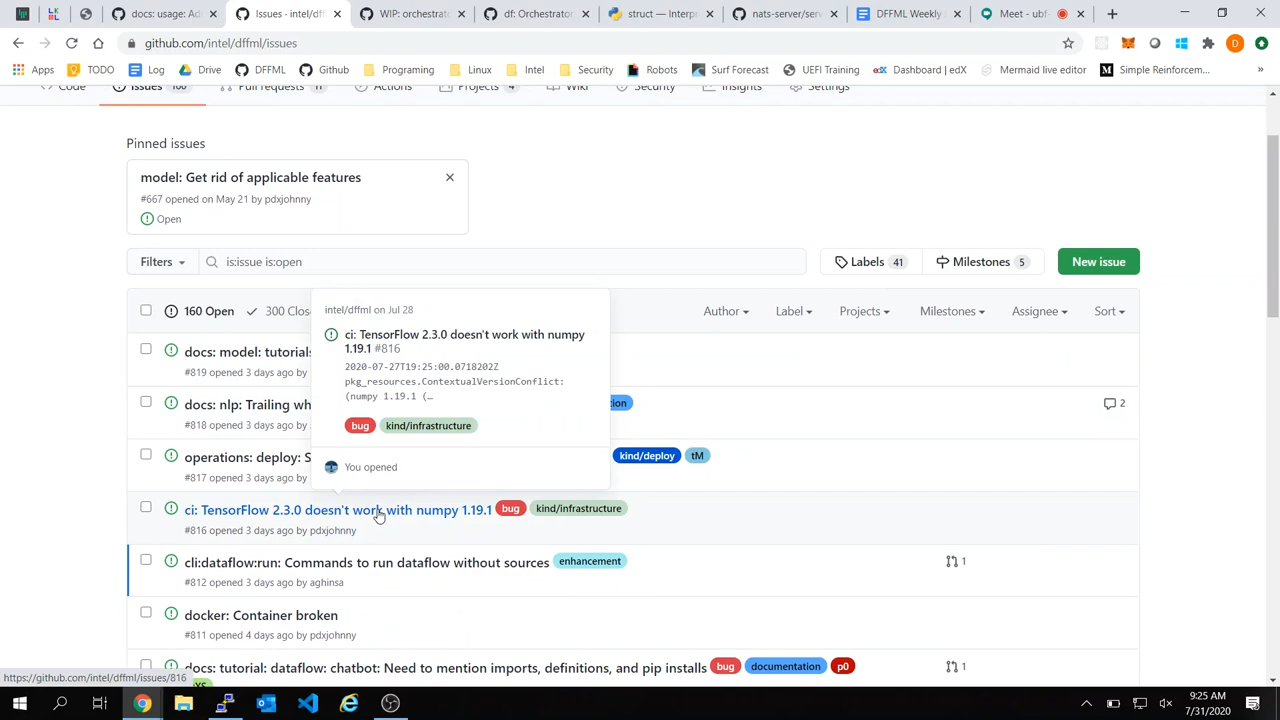 docs: usage: Ad
Issues · intel/df
WIP: orchestrat
df: Orchestrator
struct — Interp
nats-server/serv
DFFML Weekly
Meet - ubf-
github.com/intel/dffml/issues
D
Apps
TODO
Log
Drive
DFFML
Github
Programing
Linux
Intel
Security
Robots
Surf Forecast
UEFI Training
Dashboard | edX
Mermaid live editor
Simple Reinforcem...
»
Code
Issues 160
Pull requests 11
Actions
Projects 4
Wiki
Security
Insights
Settings
Pinned issues
model: Get rid of applicable features
#667 opened on May 21 by pdxjohnny
Open
Filters
is:issue is:open
Labels 41
Milestones 5
New issue
160 Open
300 Clos
Author
Label
Projects
Milestones
Assignee
Sort
intel/dffml on Jul 28
ci: TensorFlow 2.3.0 doesn't work with numpy
1.19.1 #816
2020-07-27T19:25:00.0718202Z
pkg_resources.ContextualVersionConflict:
(numpy 1.19.1 (…
bug kind/infrastructure
You opened
docs: model: tutorials
#819 opened 3 days ago by
docs: nlp: Trailing wh
ion
2
#818 opened 3 days ago by
operations: deploy: S
kind/deploy tM
#817 opened 3 days ago by
ci: TensorFlow 2.3.0 doesn't work with numpy 1.19.1 bug kind/infrastructure
#816 opened 3 days ago by pdxjohnny
cli:dataflow:run: Commands to run dataflow without sources enhancement
1
#812 opened 3 days ago by aghinsa
docker: Container broken
#811 opened 4 days ago by pdxjohnny
docs: tutorial: dataflow: chatbot: Need to mention imports, definitions, and pip installs bug documentation p0
1
https://github.com/intel/dffml/issues/816
9:25 AM
7/31/2020